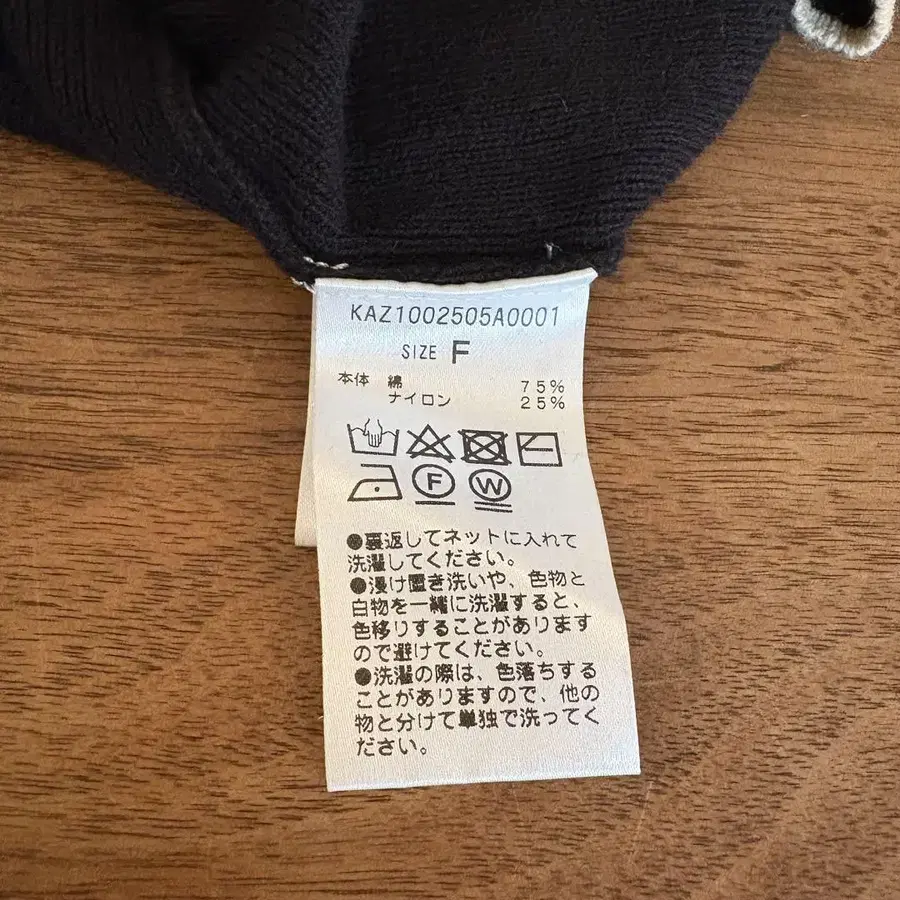 KAZ1002505A0001
SIZE F
本体 綿 75%
ナイロン 25%
F W
●裏返してネットに入れて
洗濯してください。
●浸け置き洗いや、色物と
白物を一緒に洗濯すると、
色移りすることがあります
ので避けてください。
●洗濯の際は、色落ちする
ことがありますので、他の
物と分けて単独で洗ってく
ださい。